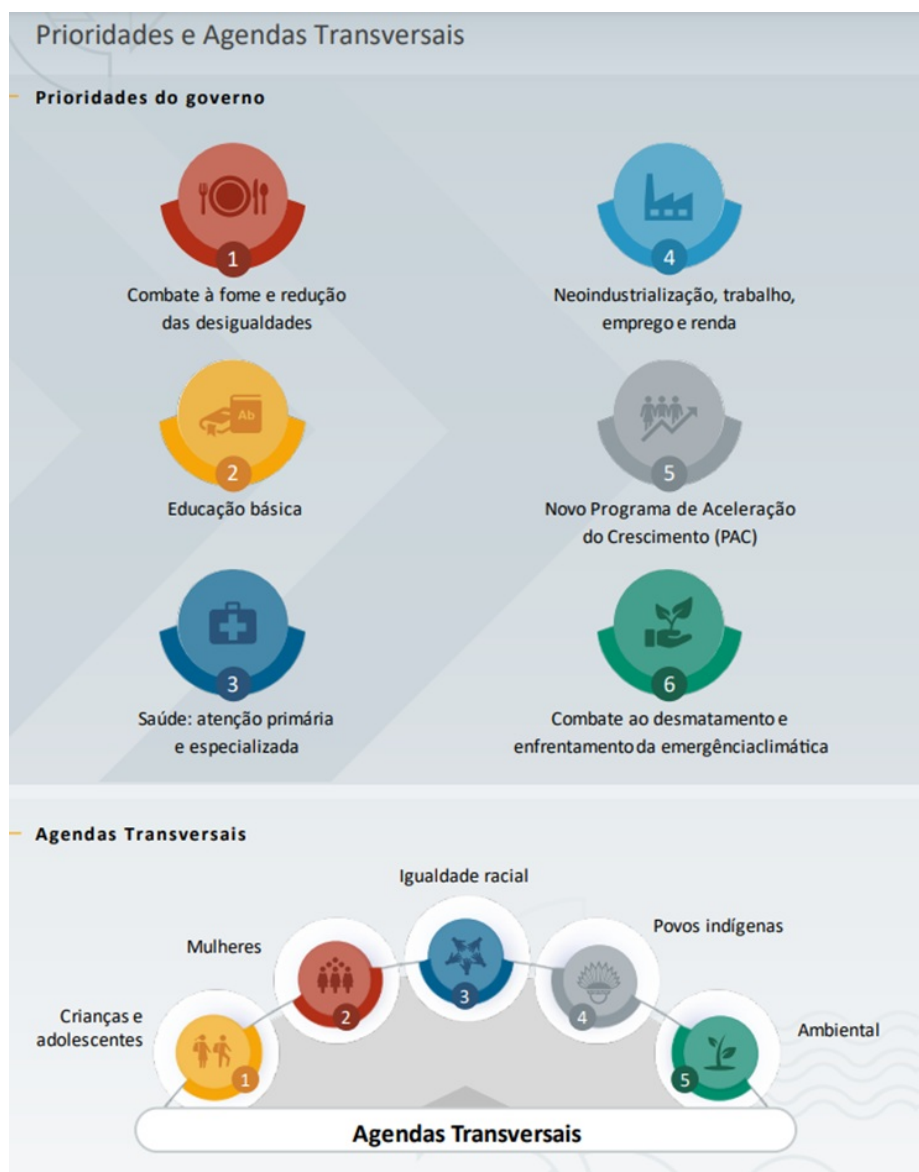 Prioridades e Agendas Transversais
Prioridades do governo
1
Combate à fome e redução
das desigualdades
4
Neoindustrialização, trabalho,
emprego e renda
Ab
2
Educação básica
5
Novo Programa de Aceleração
do Crescimento (PAC)
3
Saúde: atenção primária
e especializada
6
Combate ao desmatamento e
enfrentamento da emergênciaclimática
Agendas Transversais
Crianças e
adolescentes
1
Mulheres
2
Igualdade racial
3
Povos indígenas
4
Ambiental
5
Agendas Transversais